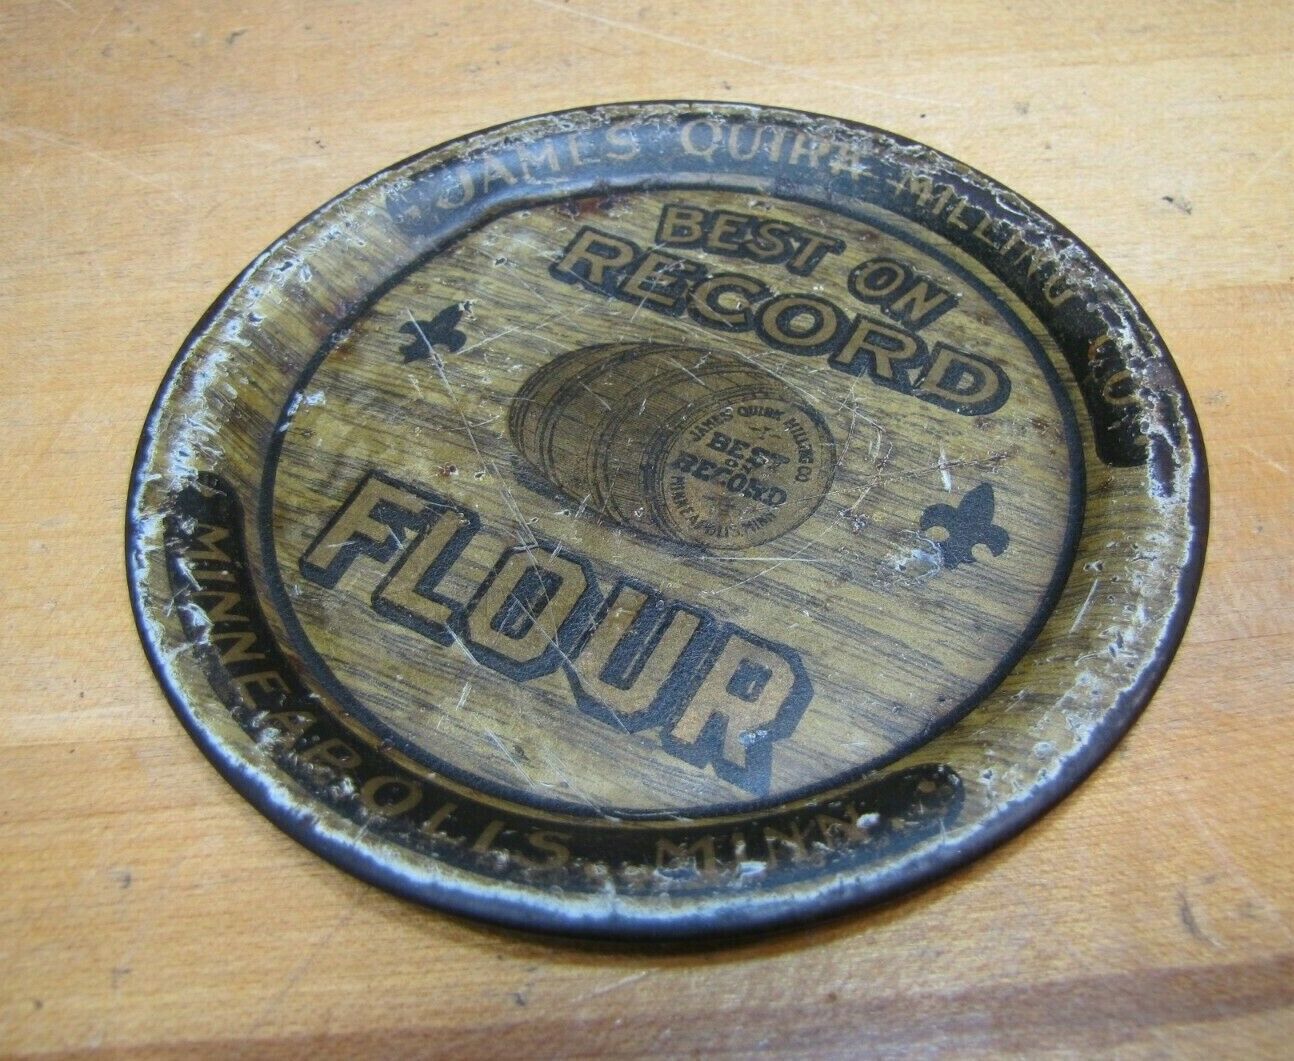 JAMES QUIRK MILLING CO.
BEST ON
RECORD
JAMES QUIRK MILLING CO
BEST
ON
RECORD
MINNEAPOLIS, MINN
FLOUR
MINNEAPOLIS, MINN.